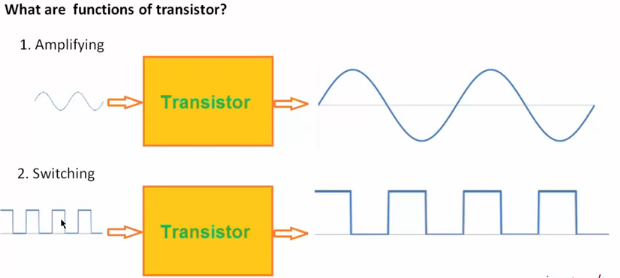 What are functions of transistor?
1. Amplifying
Transistor
2. Switching
Transistor